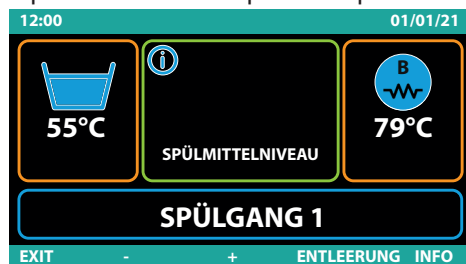 12:00 01/01/21
B
55°C 79°C
SPÜLMITTELNIVEAU
SPÜLGANG 1
EXIT - + ENTLEERUNG INFO